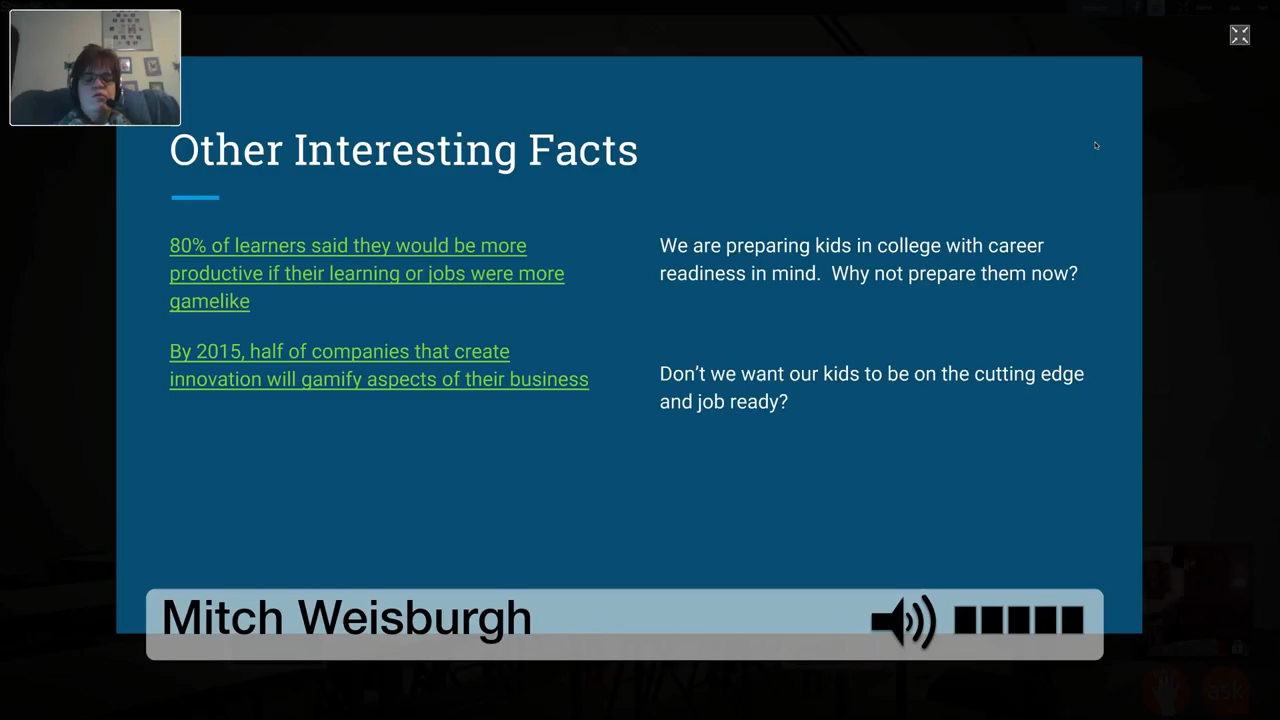 Other Interesting Facts
80% of learners said they would be more
productive if their learning or jobs were more
gamelike
By 2015, half of companies that create
innovation will gamify aspects of their business
We are preparing kids in college with career
readiness in mind.  Why not prepare them now?
Don’t we want our kids to be on the cutting edge
and job ready?
Mitch Weisburgh
ask